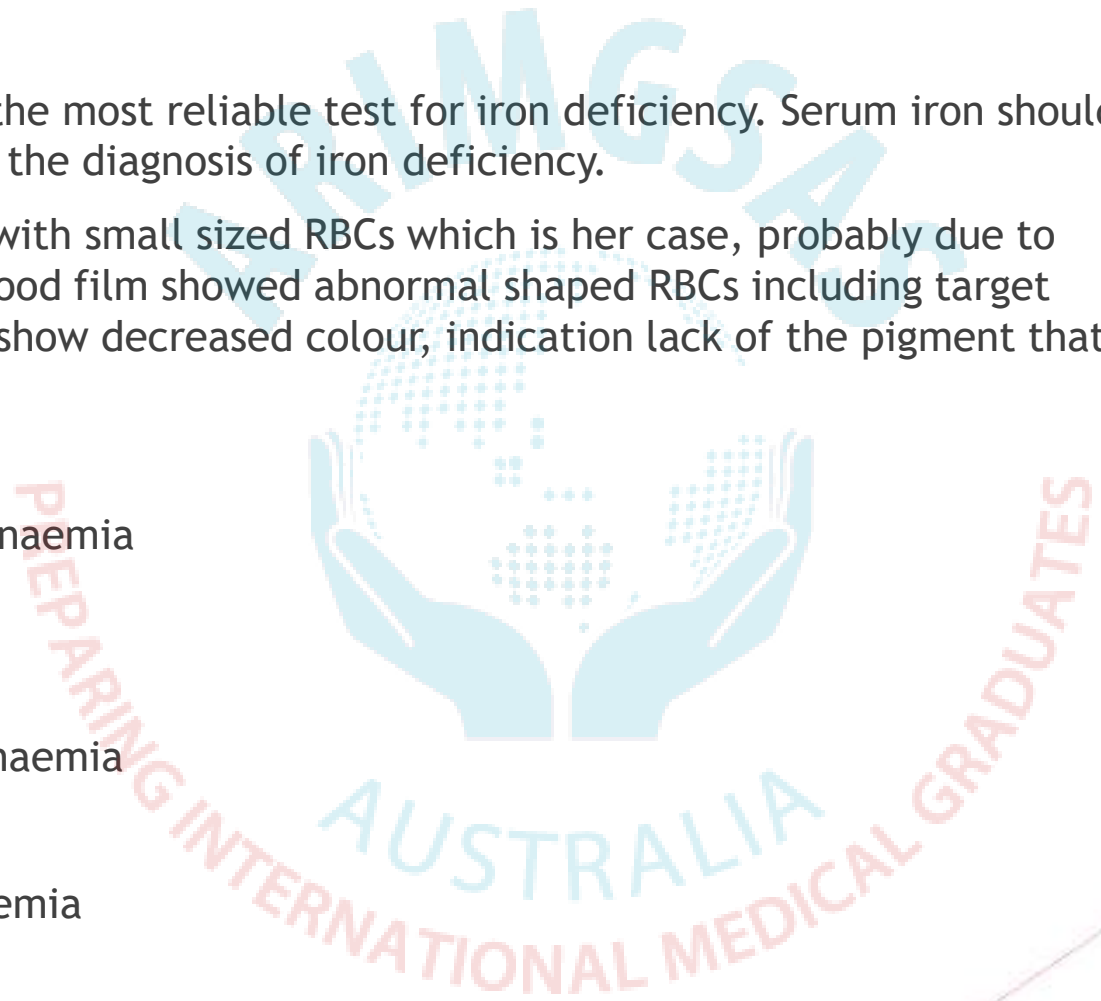 the most reliable test for iron deficiency. Serum iron should
the diagnosis of iron deficiency.
with small sized RBCs which is her case, probably due to
ood film showed abnormal shaped RBCs including target
show decreased colour, indication lack of the pigment that
naemia
naemia
emia
ARIMGSAS
AUSTRALIA
PREPARING INTERNATIONAL MEDICAL GRADUATES